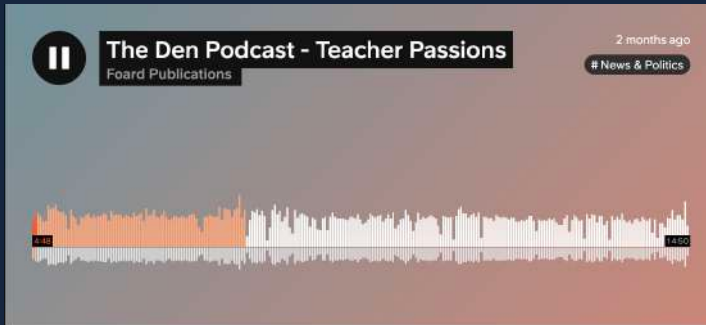 The Den Podcast - Teacher Passions
Foard Publications
2 months ago
# News & Politics
4:48
14:50